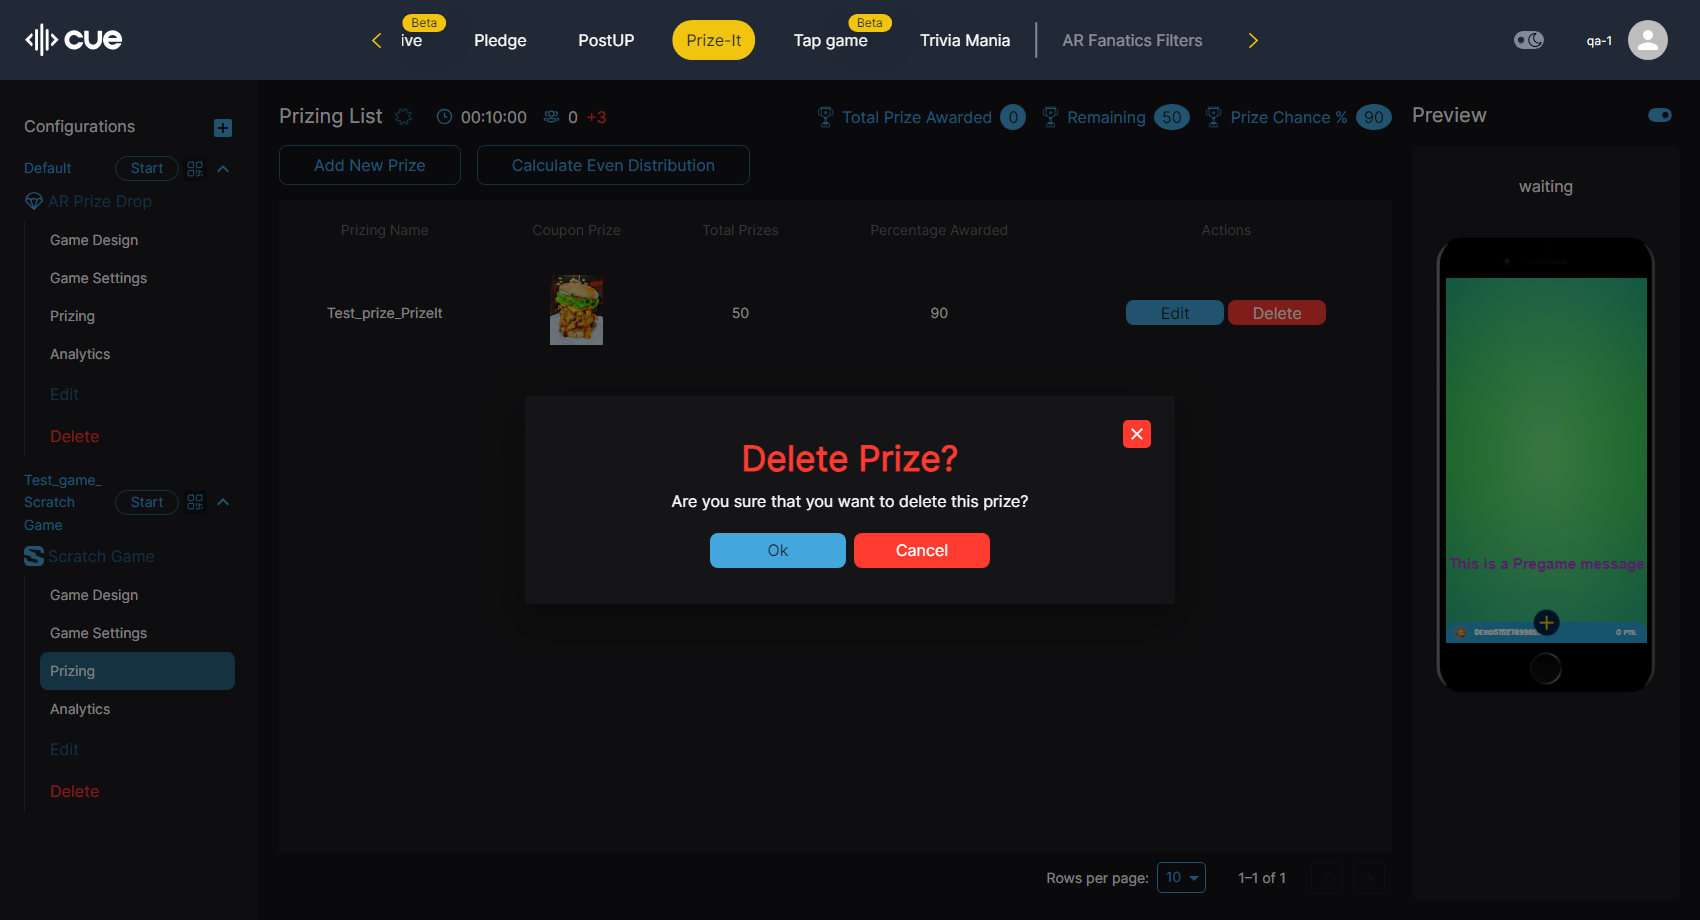 cue
Beta
ive
Pledge
PostUP
Prize-It
Beta
Tap game
Trivia Mania
AR Fanatics Filters
qa-1
Configurations
Default
Start
AR Prize Drop
Game Design
Game Settings
Prizing
Analytics
Edit
Delete
Test_game_
Scratch
Game
Start
Scratch Game
Game Design
Game Settings
Prizing
Analytics
Edit
Delete
Prizing List
00:10:00
0 +3
Total Prize Awarded 0
Remaining 50
Prize Chance % 90
Add New Prize
Calculate Even Distribution
Prizing Name
Coupon Prize
Total Prizes
Percentage Awarded
Actions
Test_prize_PrizeIt
50
90
Edit
Delete
Delete Prize?
Are you sure that you want to delete this prize?
Ok
Cancel
Rows per page:
10
1–1 of 1
Preview
waiting
This is a Pregame message
0 PTS.